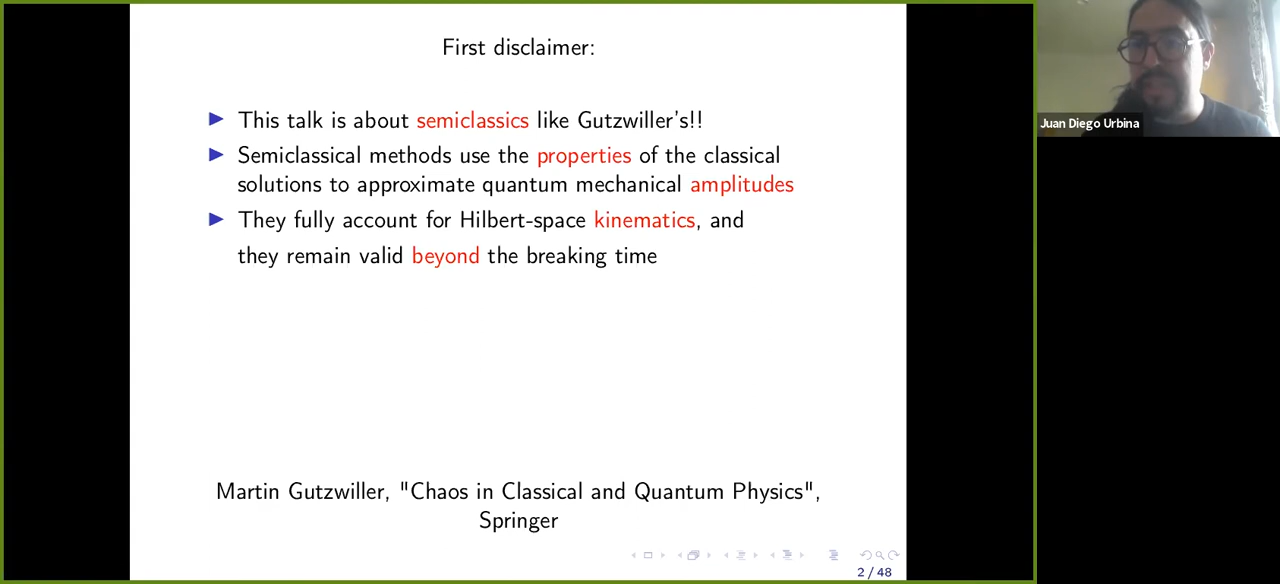 First disclaimer:
This talk is about semiclassics like Gutzwiller's!!
Semiclassical methods use the properties of the classical
solutions to approximate quantum mechanical amplitudes
They fully account for Hilbert-space kinematics, and
they remain valid beyond the breaking time
Martin Gutzwiller, "Chaos in Classical and Quantum Physics",
Springer
2 / 48
Juan Diego Urbina